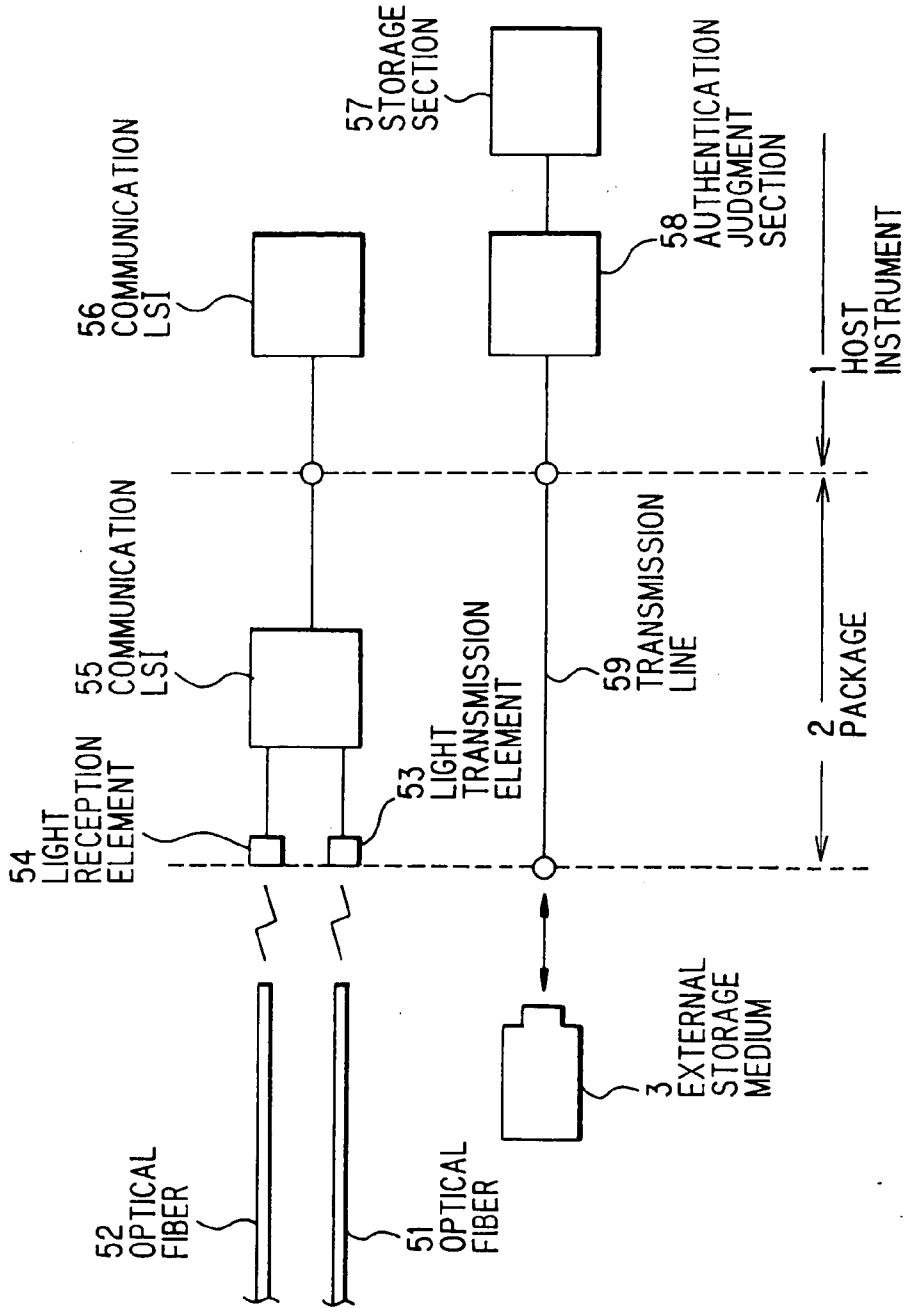 52
OPTICAL
FIBER
51
OPTICAL
FIBER
54
LIGHT
RECEPTION
ELEMENT
53
LIGHT
TRANSMISSION
ELEMENT
55
COMMUNICATION
LSI
56
COMMUNICATION
LSI
3
EXTERNAL
STORAGE
MEDIUM
59
TRANSMISSION
LINE
57
STORAGE
SECTION
58
AUTHENTICATION
JUDGMENT
SECTION
2
PACKAGE
1
HOST
INSTRUMENT